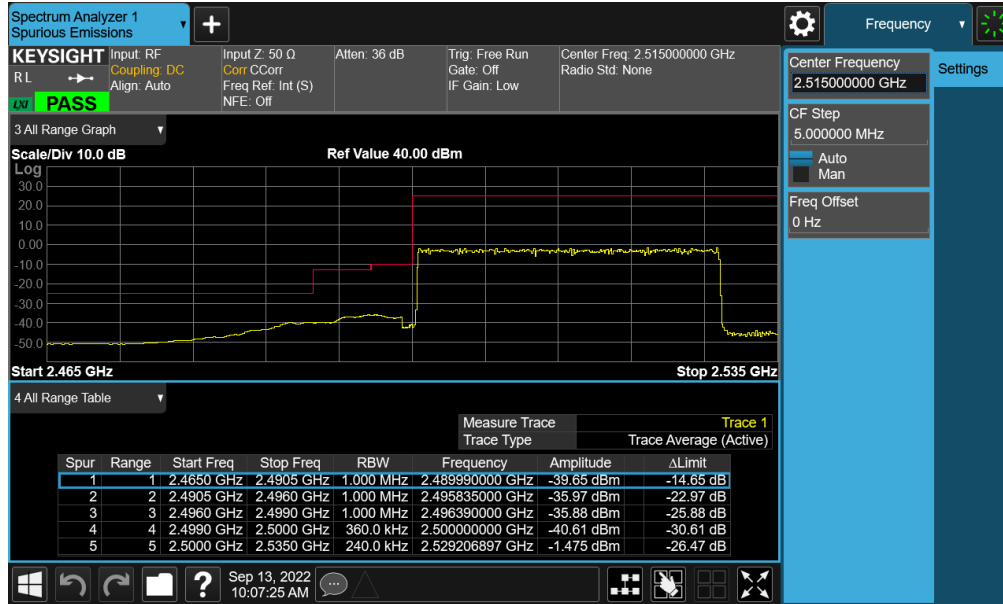 Spectrum Analyzer 1
Spurious Emissions
+
Frequency
KEYSIGHT
R L
LXI
PASS
Input: RF
Coupling: DC
Align: Auto
Input Z: 50 Ω
Corr CCorr
Freq Ref: Int (S)
NFE: Off
Atten: 36 dB
Trig: Free Run
Gate: Off
IF Gain: Low
Center Freq: 2.515000000 GHz
Radio Std: None
Center Frequency
2.515000000 GHz
Settings
CF Step
5.000000 MHz
Auto
Man
Freq Offset
0 Hz
3 All Range Graph
Scale/Div 10.0 dB Ref Value 40.00 dBm
Log
30.0
20.0
10.0
0.00
-10.0
-20.0
-30.0
-40.0
-50.0
Start 2.465 GHz Stop 2.535 GHz
4 All Range Table
Measure Trace Trace 1
Trace Type Trace Average (Active)
Spur Range Start Freq Stop Freq RBW Frequency Amplitude ΔLimit
1 1 2.4650 GHz 2.4905 GHz 1.000 MHz 2.489990000 GHz -39.65 dBm -14.65 dB
2 2 2.4905 GHz 2.4960 GHz 1.000 MHz 2.495835000 GHz -35.97 dBm -22.97 dB
3 3 2.4960 GHz 2.4990 GHz 1.000 MHz 2.496390000 GHz -35.88 dBm -25.88 dB
4 4 2.4990 GHz 2.5000 GHz 360.0 kHz 2.500000000 GHz -40.61 dBm -30.61 dB
5 5 2.5000 GHz 2.5350 GHz 240.0 kHz 2.529206897 GHz -1.475 dBm -26.47 dB
?
Sep 13, 2022
10:07:25 AM